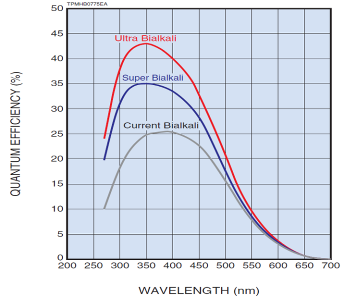 TPMHB0775EA
50
45
40
35
30
25
20
15
10
5
0
QUANTUM EFFICIENCY (%)
Ultra Bialkali
Super Bialkali
Current Bialkali
200 250 300 350 400 450 500 550 600 650 700
WAVELENGTH (nm)